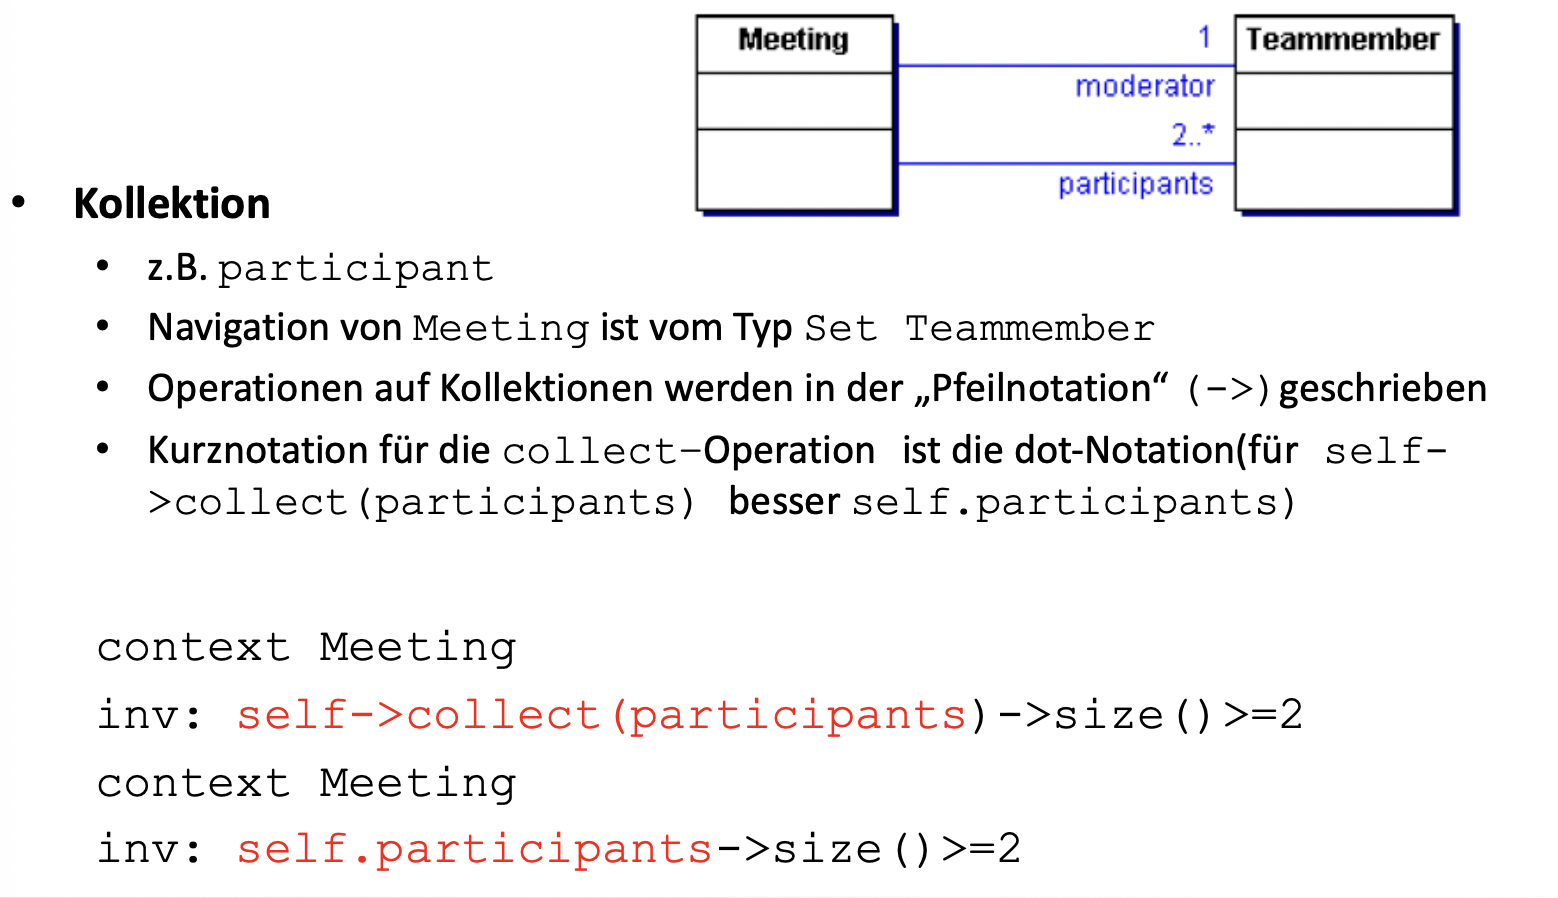 Meeting
1
Teammember
moderator
2..*
participants
• Kollektion
• z.B. participant
• Navigation von Meeting ist vom Typ Set Teammember
• Operationen auf Kollektionen werden in der „Pfeilnotation“ (->) geschrieben
• Kurznotation für die collect-Operation ist die dot-Notation(für self-
>collect(participants) besser self.participants)
context Meeting
inv: self->collect(participants)->size()>=2
context Meeting
inv: self.participants->size()>=2